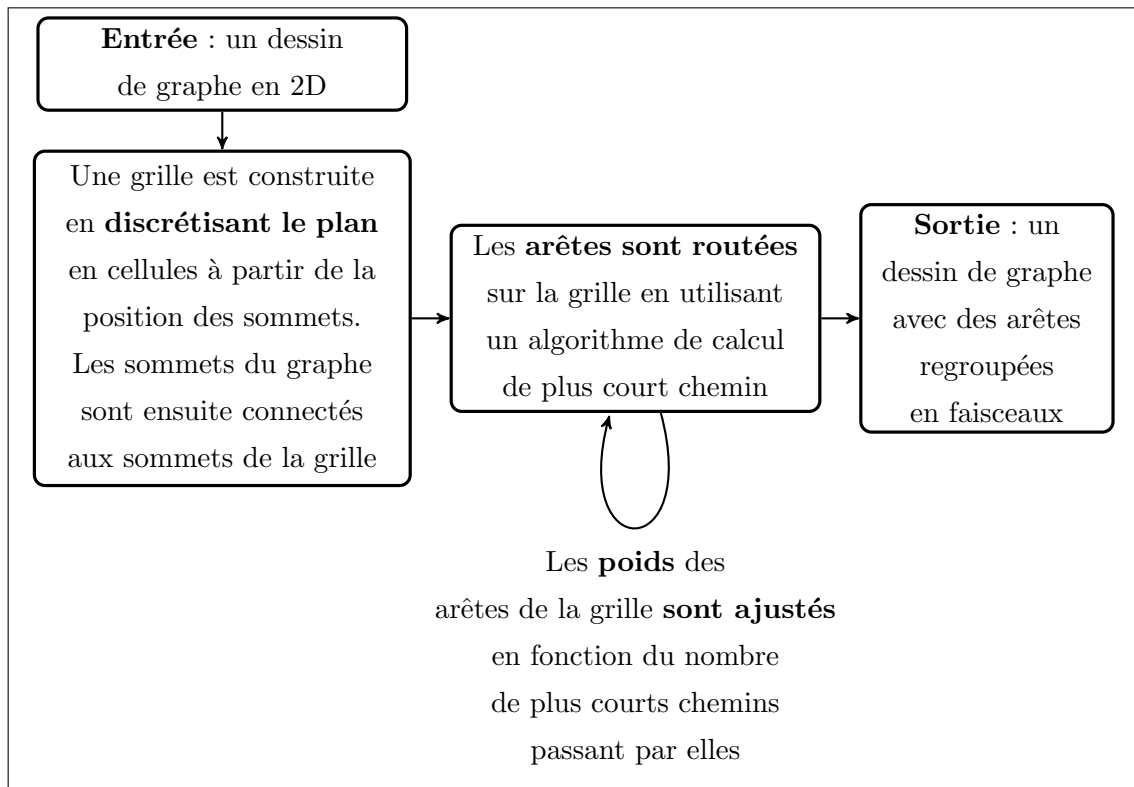 Entrée : un dessin
de graphe en 2D
Une grille est construite
en discrétisant le plan
en cellules à partir de la
position des sommets.
Les sommets du graphe
sont ensuite connectés
aux sommets de la grille
Les arêtes sont routées
sur la grille en utilisant
un algorithme de calcul
de plus court chemin
Les poids des
arêtes de la grille sont ajustés
en fonction du nombre
de plus courts chemins
passant par elles
Sortie : un
dessin de graphe
avec des arêtes
regroupées
en faisceaux